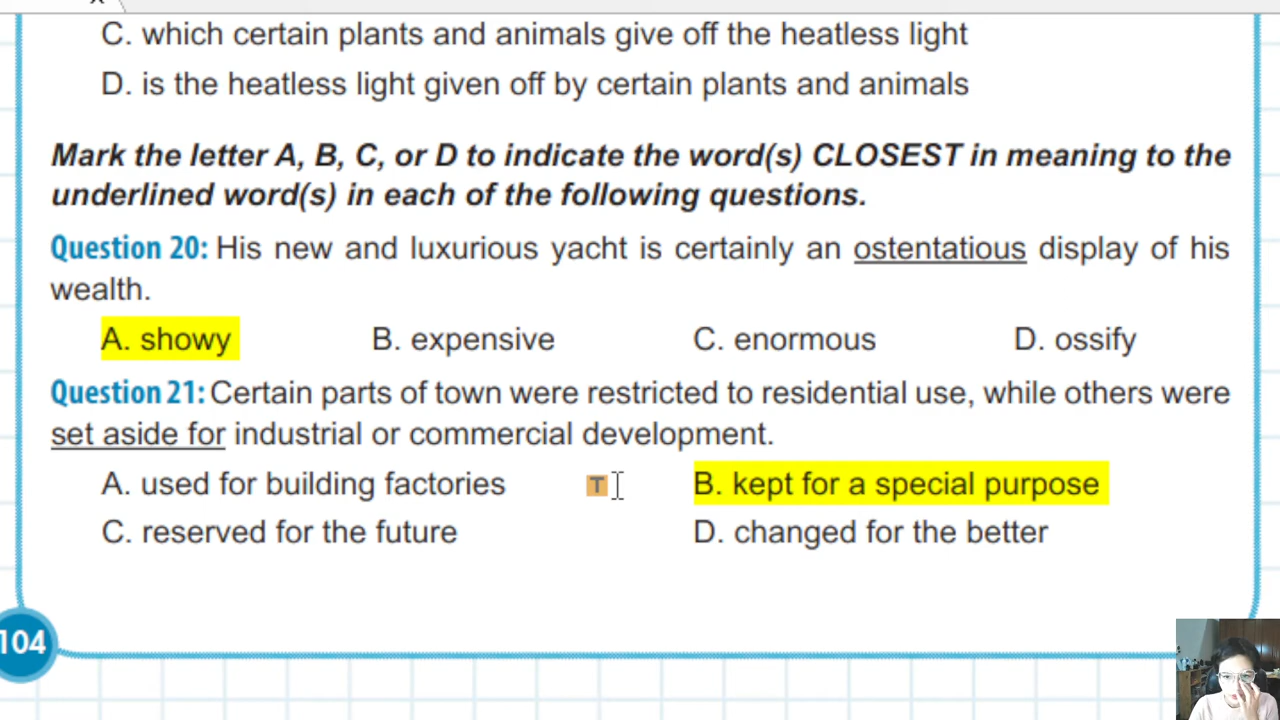 C. which certain plants and animals give off the heatless light
D. is the heatless light given off by certain plants and animals
Mark the letter A, B, C, or D to indicate the word(s) CLOSEST in meaning to the
underlined word(s) in each of the following questions.
Question 20: His new and luxurious yacht is certainly an ostentatious display of his
wealth.
A. showy B. expensive C. enormous D. ossify
Question 21: Certain parts of town were restricted to residential use, while others were
set aside for industrial or commercial development.
A. used for building factories T B. kept for a special purpose
C. reserved for the future D. changed for the better
104